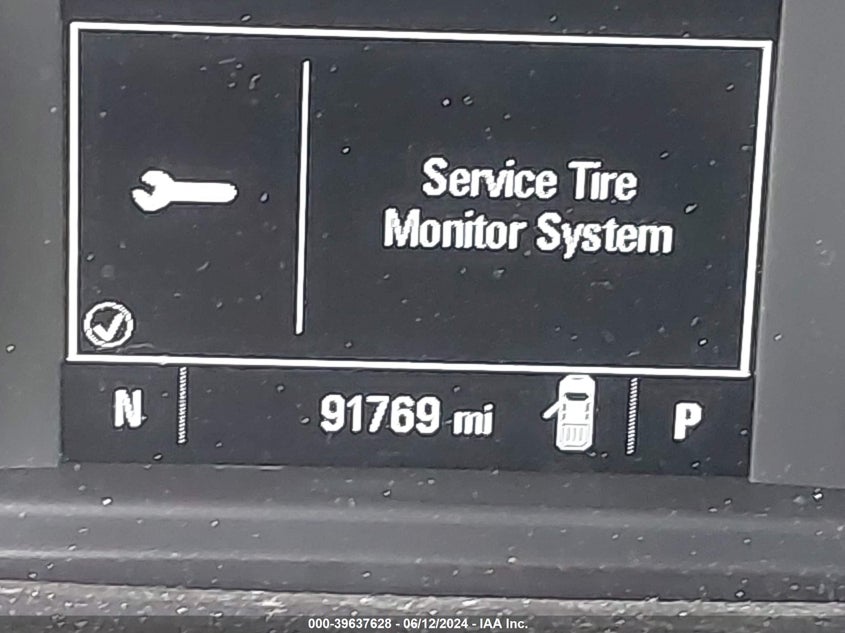 Service Tire
Monitor System
N
91769 mi
P
000-39637628 - 06/12/2024 - IAA Inc.